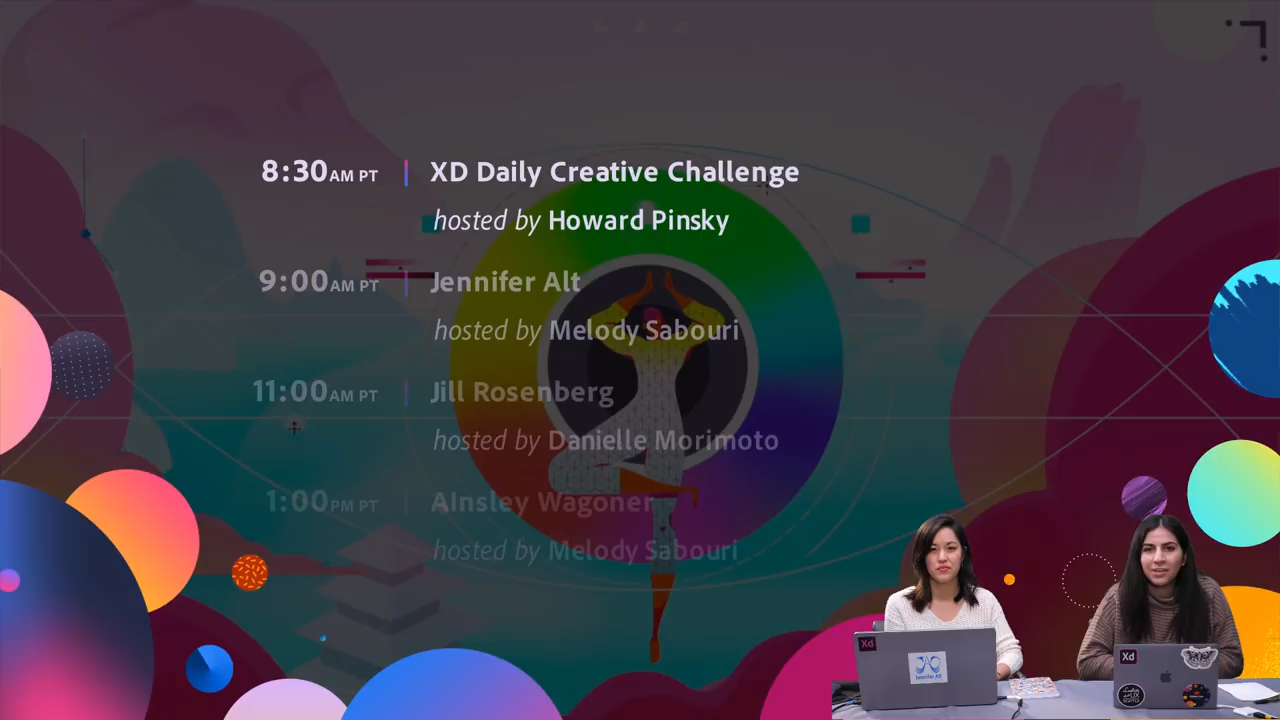 8:30AM PT
XD Daily Creative Challenge
hosted by Howard Pinsky
9:00AM PT
Jennifer Alt
hosted by Melody Sabouri
11:00AM PT
Jill Rosenberg
hosted by Danielle Morimoto
1:00PM PT
AInsley Wagoner
hosted by Melody Sabouri
Xd
JAO
Jennifer Alt
Xd